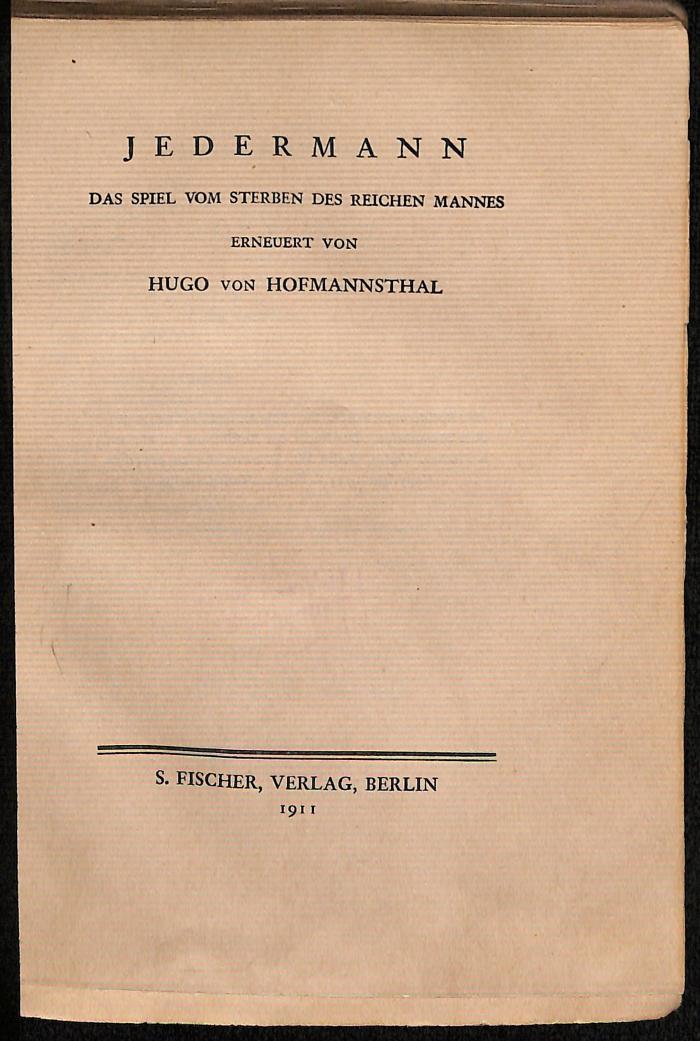 JEDERMANN
DAS SPIEL VOM STERBEN DES REICHEN MANNES
ERNEUERT VON
HUGO VON HOFMANNSTHAL
S. FISCHER, VERLAG, BERLIN
1911